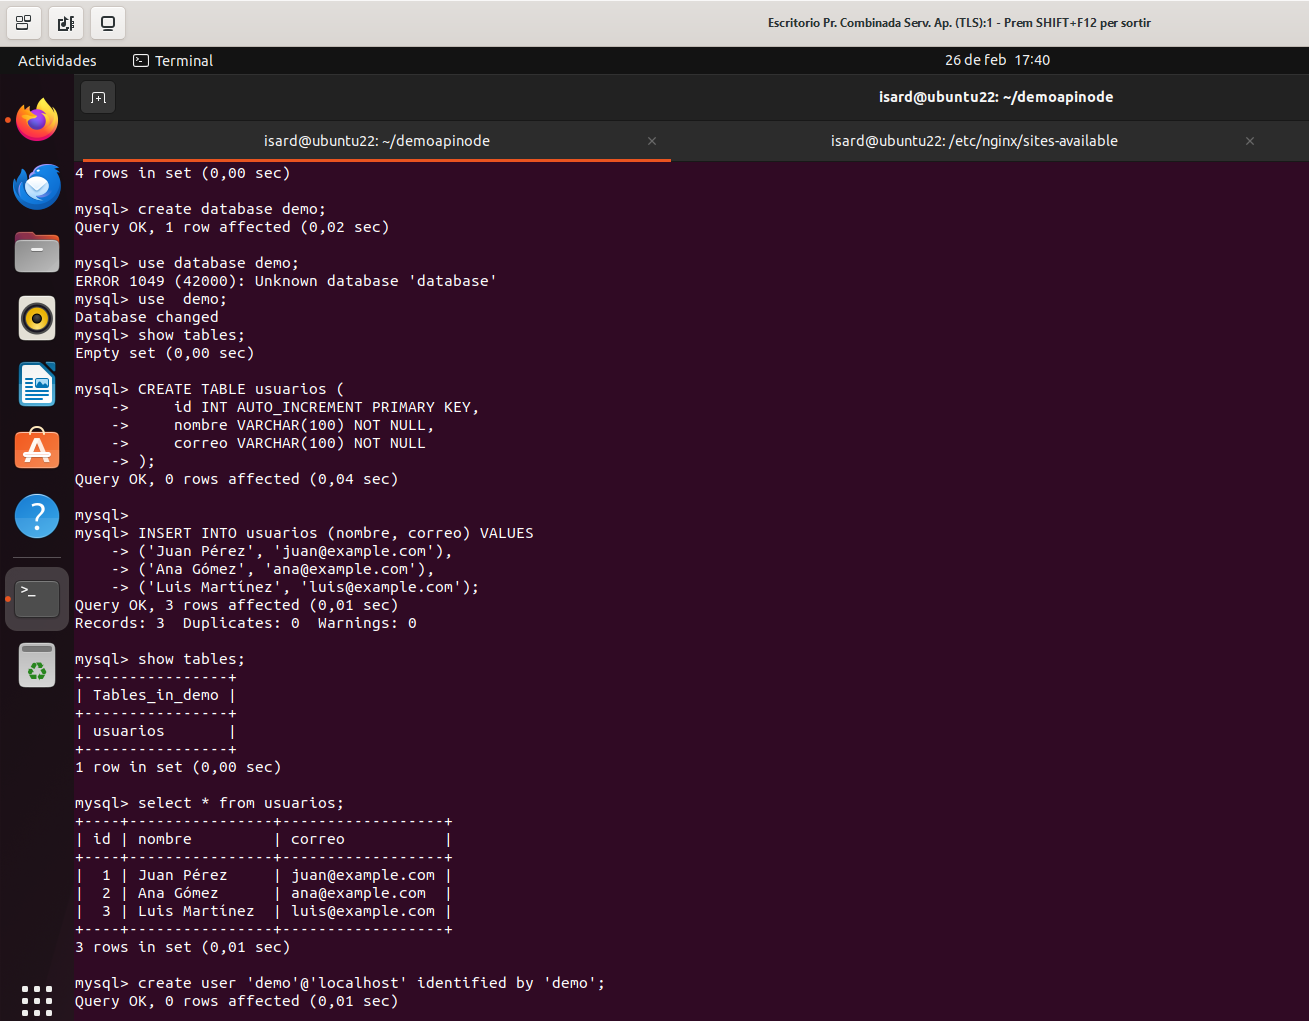 Escritorio Pr. Combinada Serv. Ap. (TLS):1 - Prem SHIFT+F12 per sortir
Actividades
Terminal
26 de feb 17:40
isard@ubuntu22: ~/demoapinode
isard@ubuntu22: ~/demoapinode
isard@ubuntu22: /etc/nginx/sites-available
4 rows in set (0,00 sec)
mysql> create database demo;
Query OK, 1 row affected (0,02 sec)
mysql> use database demo;
ERROR 1049 (42000): Unknown database 'database'
mysql> use  demo;
Database changed
mysql> show tables;
Empty set (0,00 sec)
mysql> CREATE TABLE usuarios (
    ->     id INT AUTO_INCREMENT PRIMARY KEY,
    ->     nombre VARCHAR(100) NOT NULL,
    ->     correo VARCHAR(100) NOT NULL
    -> );
Query OK, 0 rows affected (0,04 sec)
mysql>
mysql> INSERT INTO usuarios (nombre, correo) VALUES
    -> ('Juan Pérez', 'juan@example.com'),
    -> ('Ana Gómez', 'ana@example.com'),
    -> ('Luis Martínez', 'luis@example.com');
Query OK, 3 rows affected (0,01 sec)
Records: 3  Duplicates: 0  Warnings: 0
mysql> show tables;
+----------------+
| Tables_in_demo |
+----------------+
| usuarios       |
+----------------+
1 row in set (0,00 sec)
mysql> select * from usuarios;
+----+----------------+------------------+
| id | nombre         | correo           |
+----+----------------+------------------+
|  1 | Juan Pérez     | juan@example.com |
|  2 | Ana Gómez      | ana@example.com  |
|  3 | Luis Martínez  | luis@example.com |
+----+----------------+------------------+
3 rows in set (0,01 sec)
mysql> create user 'demo'@'localhost' identified by 'demo';
Query OK, 0 rows affected (0,01 sec)